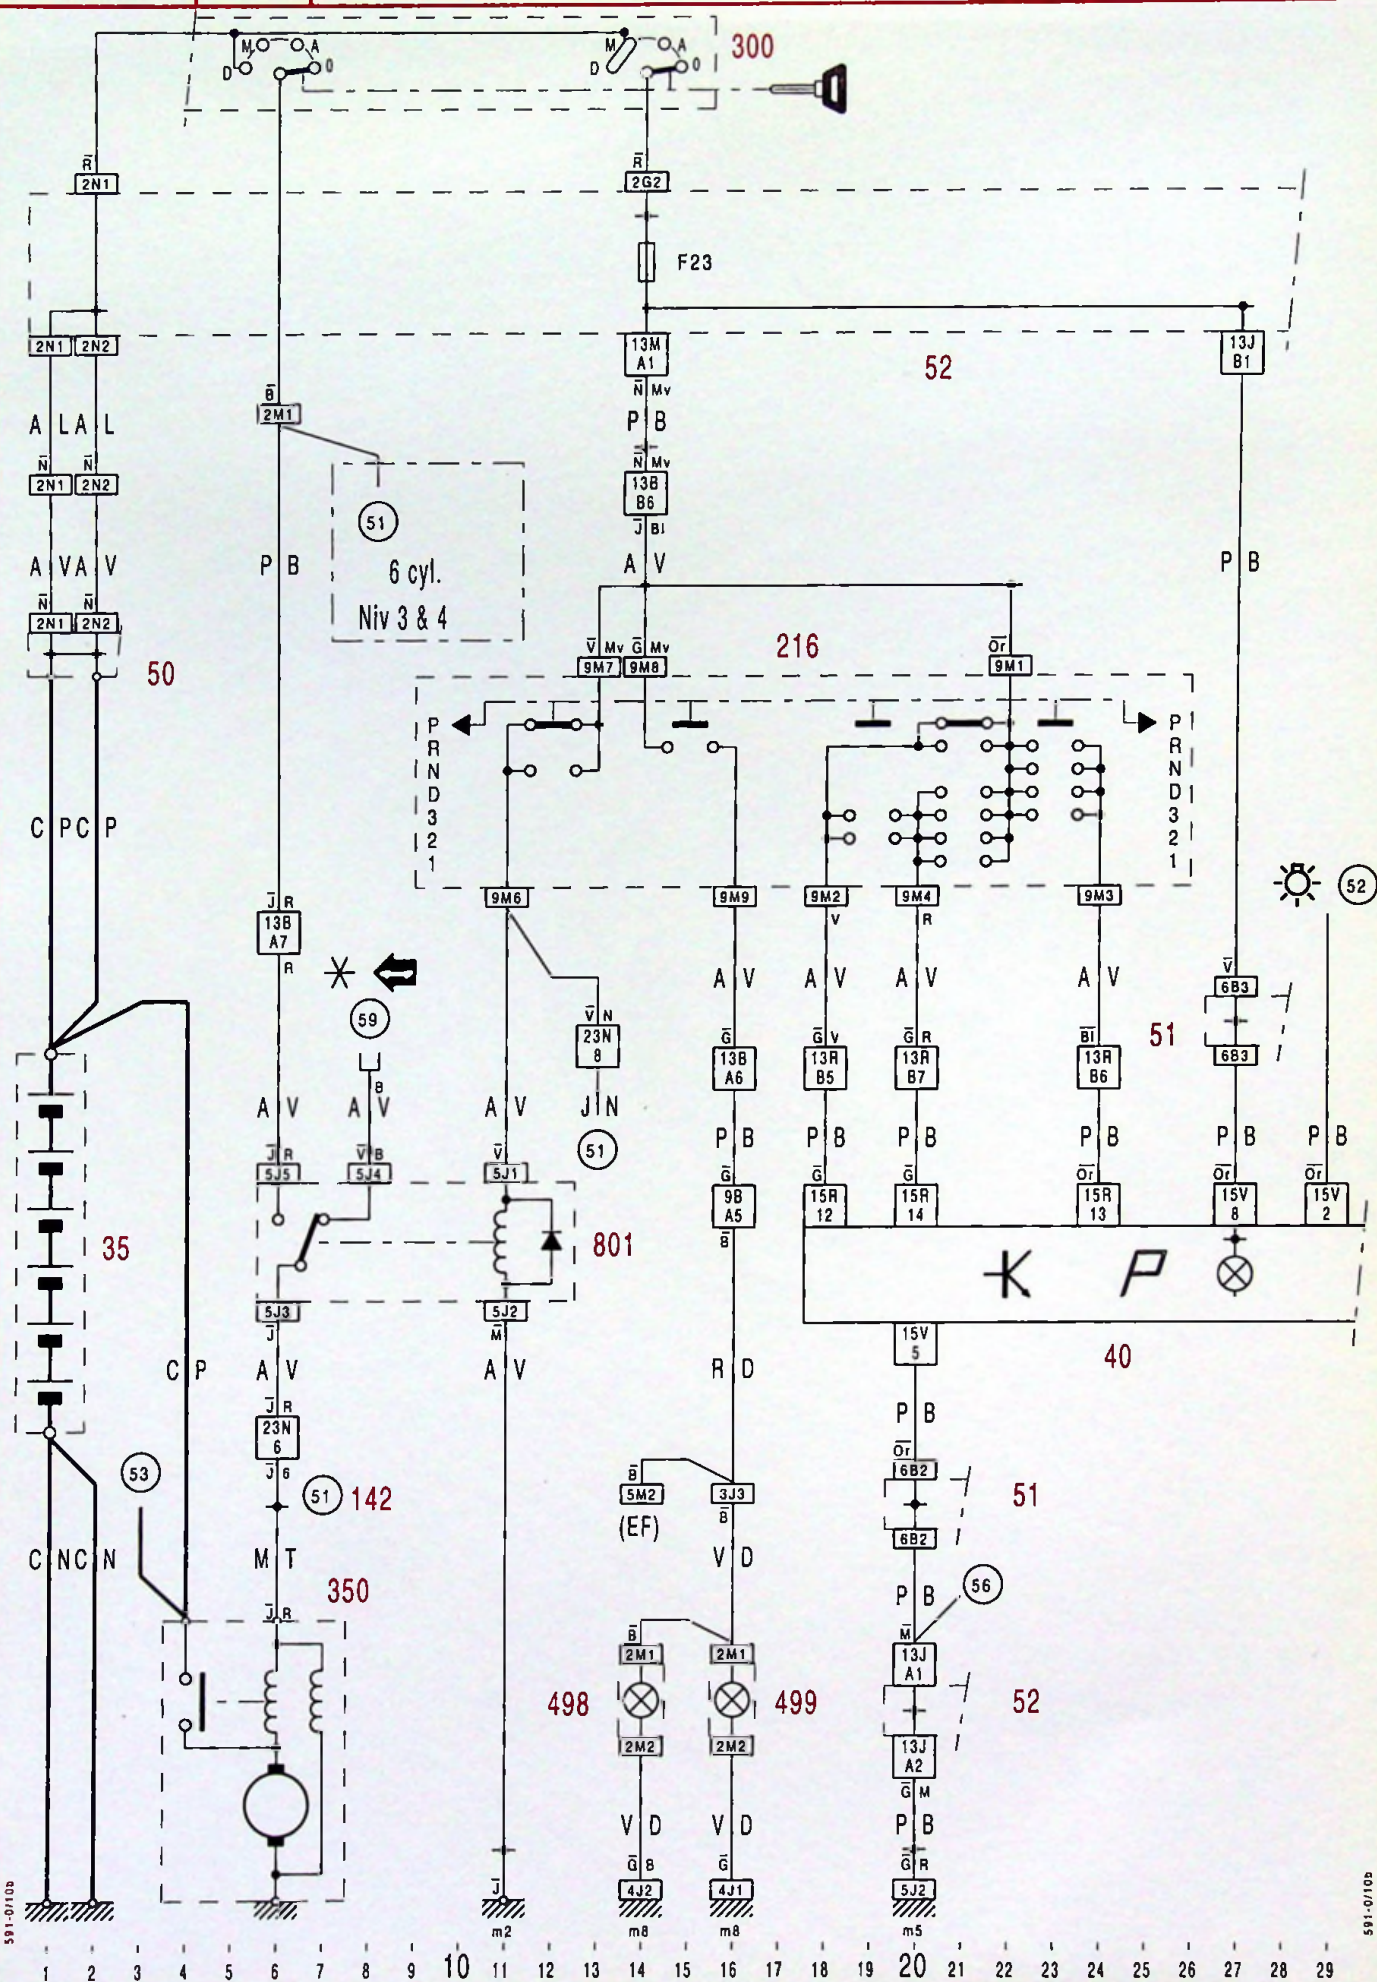 M A M A 300
D O D O
R R
2N1 2G2
F23
2N1 2N2 13M A1 13J B1
52
N Mv
B
2M1
A L A L P B
N N N Mv
2N1 2N2 13B B6
51
J Bl
A V A V P B 6 cyl. A V P B
Niv 3 & 4
N N
2N1 2N2
V Mv G Mv 216 Or
9M7 9M8 9M1
50
P R N D 3 2 1 P R N D 3 2 1
C P C P
9M6 9M9 9M2 9M4 9M3 52
J R V R
13B A7
R
59 A V A V A V A V V
6B3
V N
23N 8
G G V G R Bl 51
13B A6 13R B5 13R B7 13R B6 6B3
B
A V A V A V J N
51
P B P B P B P B P B P B
J R V B V G G G Or Or Or
5J5 5J4 5J1 9B A5 15R 12 15R 14 15R 13 15V 8 15V 2
B
35 801
5J3 5J2
J M
15V 5 40
C P A V A V R D
J R P B
23N 6
Or
53 J 6 B 6B2
51 142 5M2 3J3 51
B
(EF) 6B2
C N C N M T V D
350 P B 56
J R B M
2M1 2M1 13J A1
498 499 52
2M2 2M2 13J A2
G M
V D V D P B
G B G G R
J 4J2 4J1 5J2
m2 m8 m8 m5
591-0/10b 591-0/10b
1 2 3 4 5 6 7 8 9 10 11 12 13 14 15 16 17 18 19 20 21 22 23 24 25 26 27 28 29